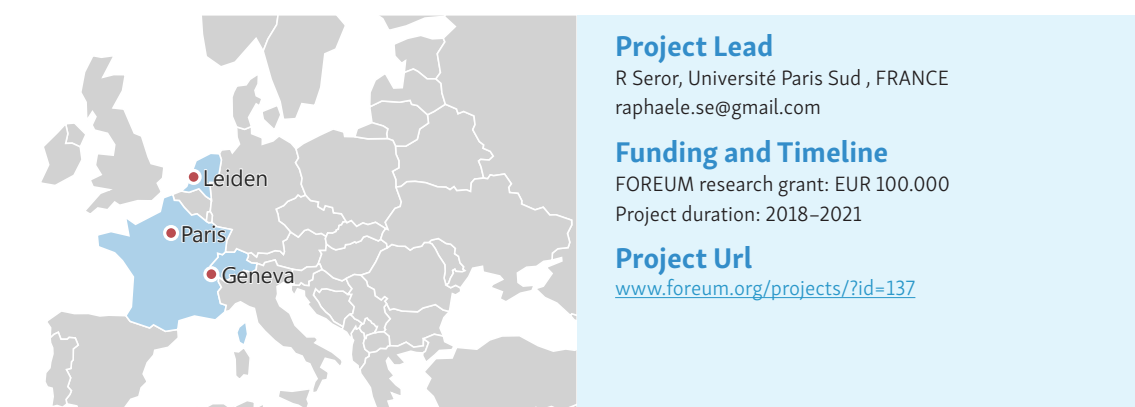 Leiden
Paris
Geneva
Project Lead
R Seror, Université Paris Sud , FRANCE
raphaele.se@gmail.com
Funding and Timeline
FOREUM research grant: EUR 100.000
Project duration: 2018–2021
Project Url
www.foreum.org/projects/?id=137